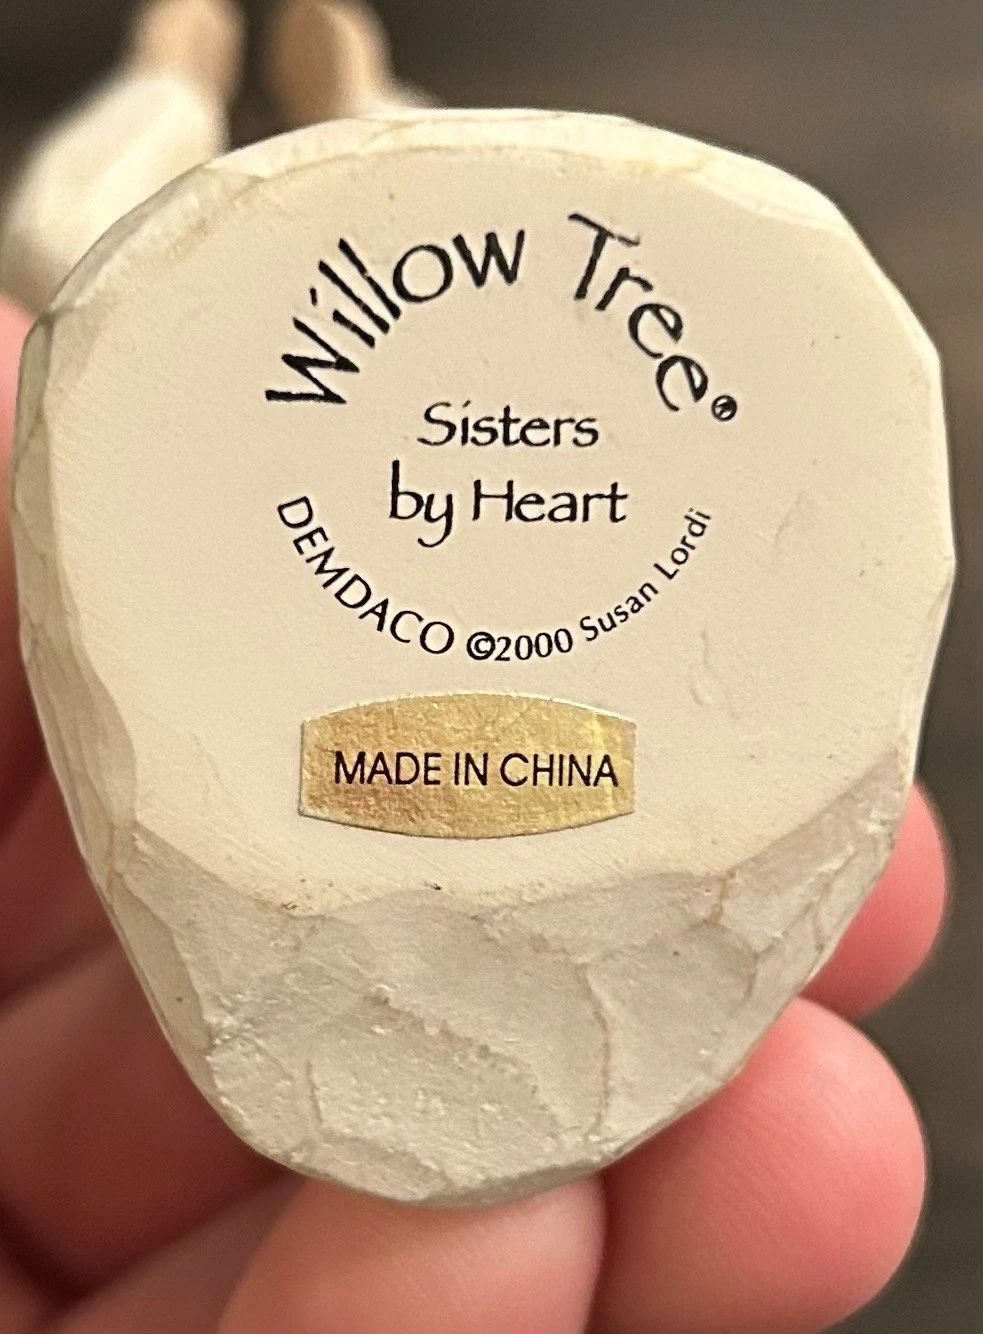 Willow Tree®
Sisters
by Heart
DEMDACO ©2000 Susan Lordi
MADE IN CHINA